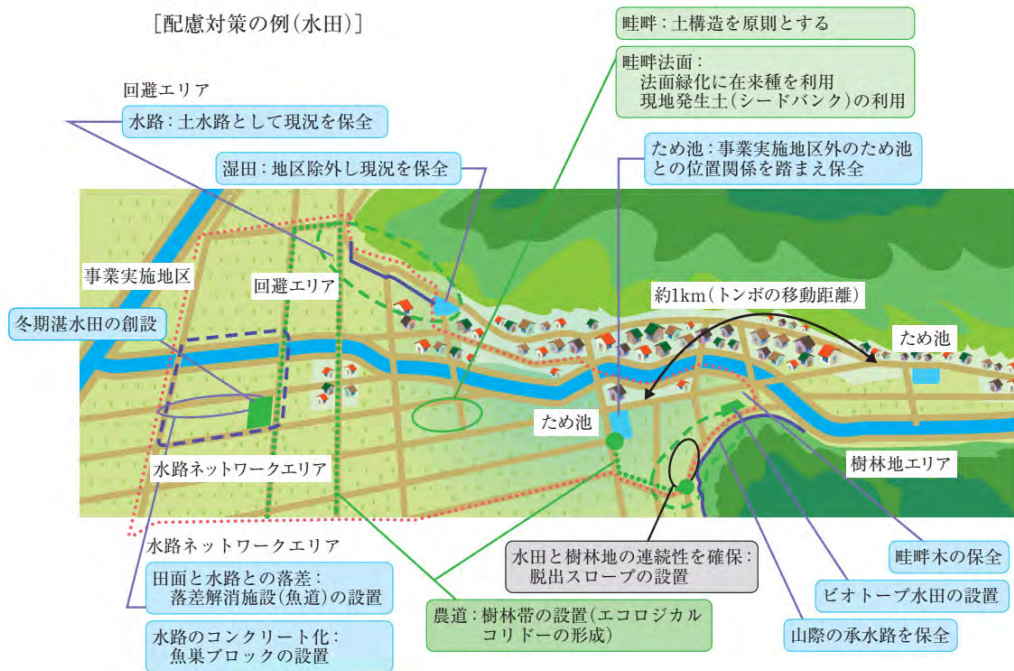 [配慮対策の例(水田)]
畦畔:土構造を原則とする
畦畔法面:
法面緑化に在来種を利用
現地発生土(シードバンク)の利用
回避エリア
水路:土水路として現況を保全
湿田:地区除外し現況を保全
ため池:事業実施地区外のため池
との位置関係を踏まえ保全
事業実施地区
回避エリア
約1km(トンボの移動距離)
冬期湛水田の創設
ため池
ため池
水路ネットワークエリア
樹林地エリア
水路ネットワークエリア
田面と水路との落差:
落差解消施設(魚道)の設置
水路のコンクリート化:
魚巣ブロックの設置
農道:樹林帯の設置(エコロジカル
コリドーの形成)
水田と樹林地の連続性を確保:
脱出スロープの設置
畦畔木の保全
ビオトープ水田の設置
山際の承水路を保全